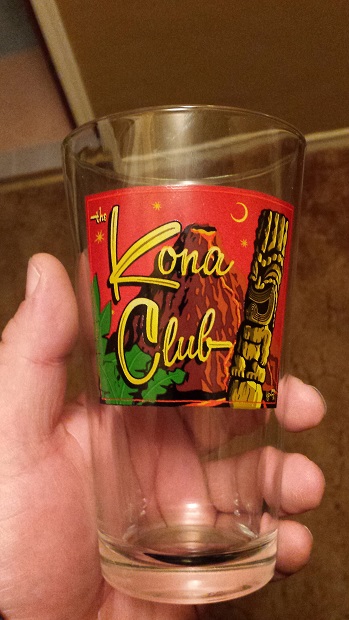 the
Kona
Club